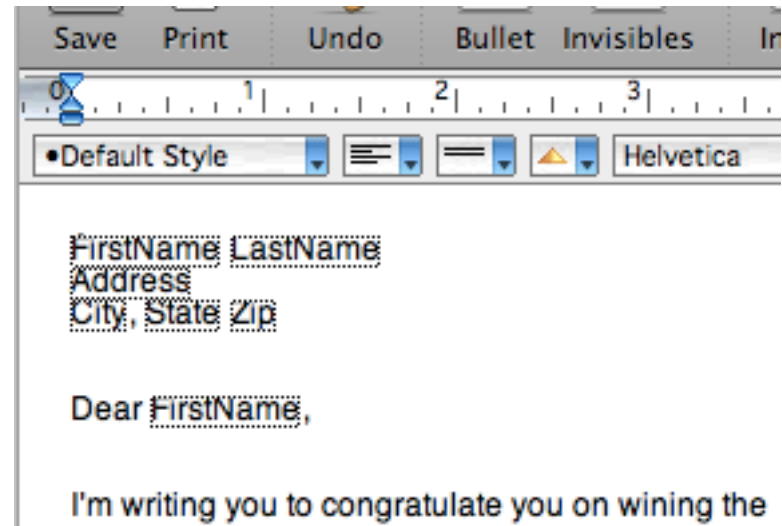 Save Print Undo Bullet Invisibles In
0 1 2 3
•Default Style Helvetica
FirstName LastName
Address
City, State Zip
Dear FirstName,
I'm writing you to congratulate you on wining the